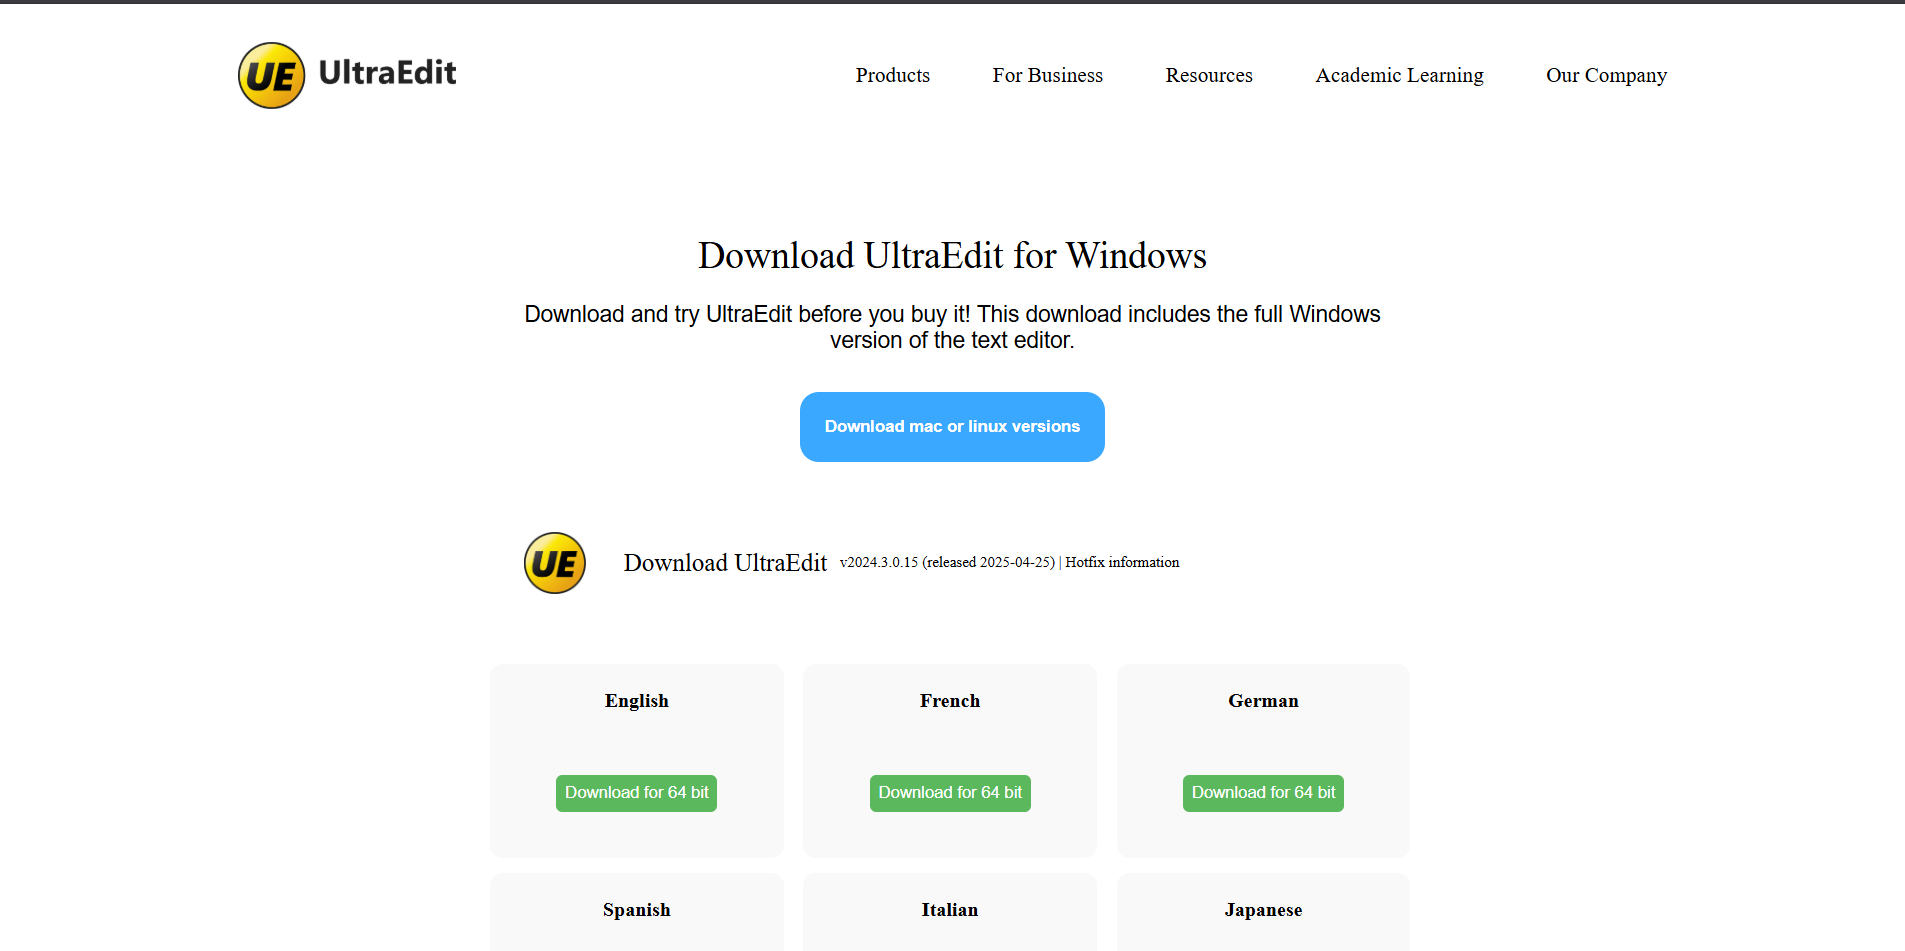 UE UltraEdit
Products For Business Resources Academic Learning Our Company
Download UltraEdit for Windows
Download and try UltraEdit before you buy it! This download includes the full Windows
version of the text editor.
Download mac or linux versions
UE Download UltraEdit v2024.3.0.15 (released 2025-04-25) | Hotfix information
English French German
Download for 64 bit Download for 64 bit Download for 64 bit
Spanish Italian Japanese